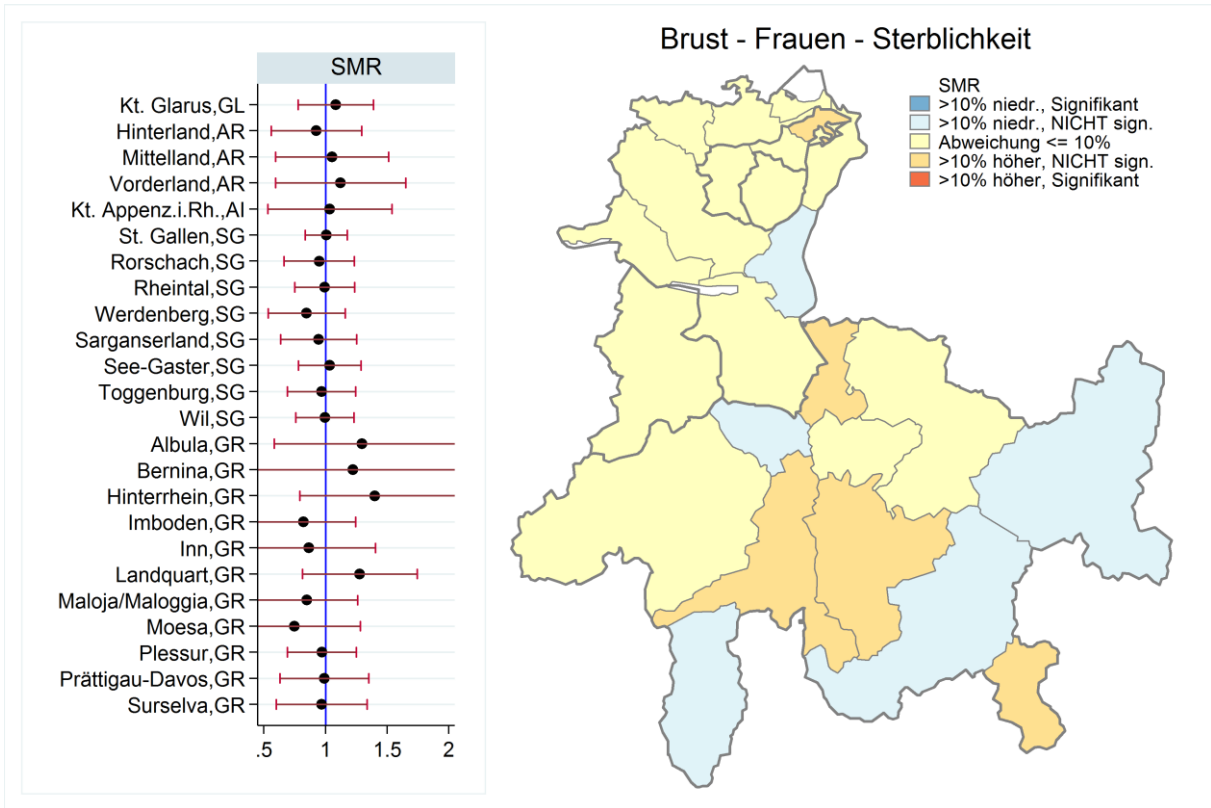 Brust - Frauen - Sterblichkeit
SMR
Kt. Glarus,GL
Hinterland,AR
Mittelland,AR
Vorderland,AR
Kt. Appenz.i.Rh.,AI
St. Gallen,SG
Rorschach,SG
Rheintal,SG
Werdenberg,SG
Sarganserland,SG
See-Gaster,SG
Toggenburg,SG
Wil,SG
Albula,GR
Bernina,GR
Hinterrhein,GR
Imboden,GR
Inn,GR
Landquart,GR
Maloja/Maloggia,GR
Moesa,GR
Plessur,GR
Prättigau-Davos,GR
Surselva,GR
.5 1 1.5 2
SMR
>10% niedr., Signifikant
>10% niedr., NICHT sign.
Abweichung <= 10%
>10% höher, NICHT sign.
>10% höher, Signifikant